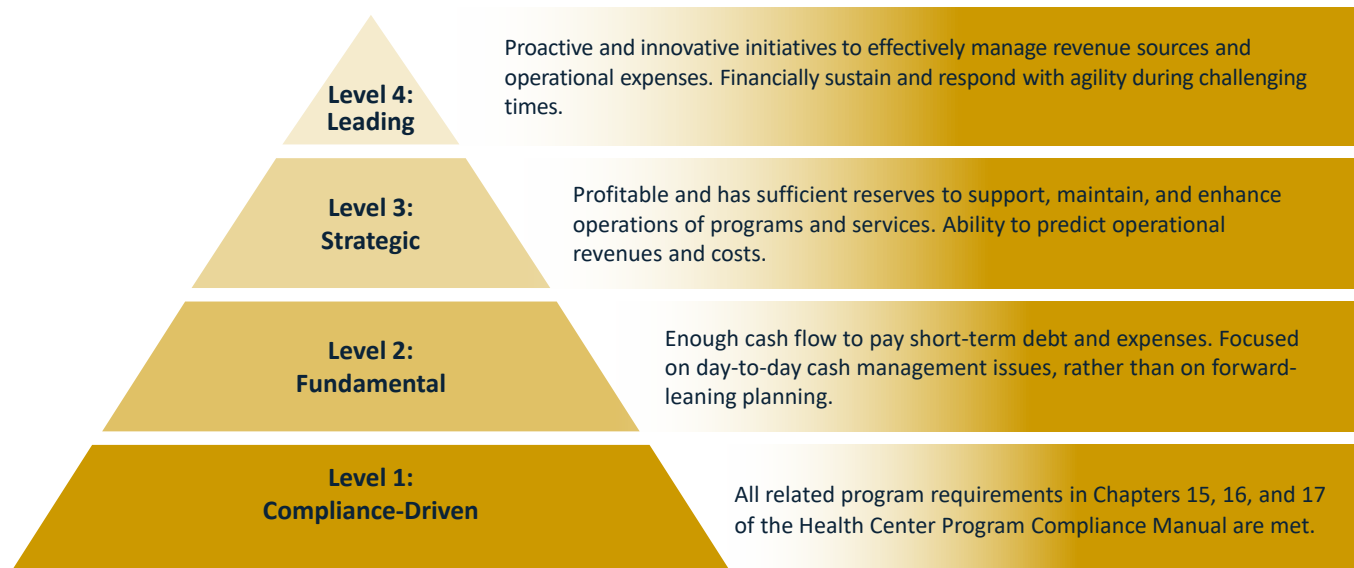 Level 4:
Leading
Proactive and innovative initiatives to effectively manage revenue sources and
operational expenses. Financially sustain and respond with agility during challenging
times.
Level 3:
Strategic
Profitable and has sufficient reserves to support, maintain, and enhance
operations of programs and services. Ability to predict operational
revenues and costs.
Level 2:
Fundamental
Enough cash flow to pay short-term debt and expenses. Focused
on day-to-day cash management issues, rather than on forward-
leaning planning.
Level 1:
Compliance-Driven
All related program requirements in Chapters 15, 16, and 17
of the Health Center Program Compliance Manual are met.